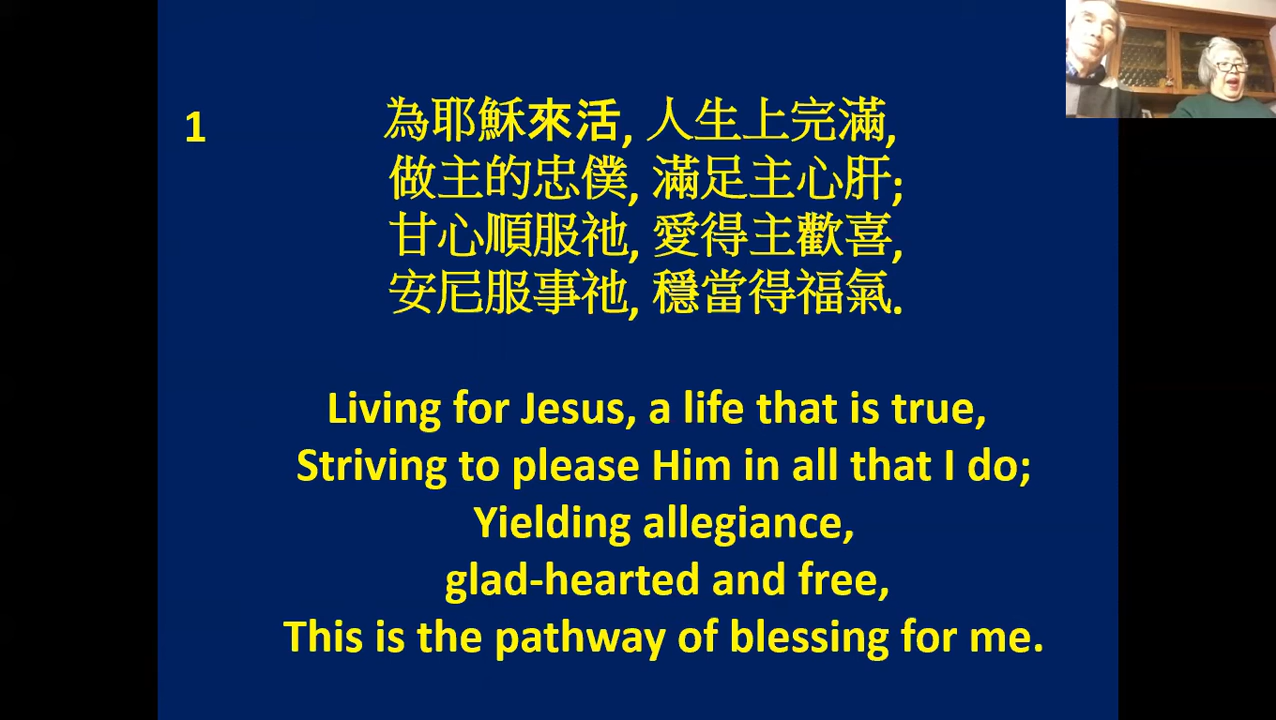 1
為耶穌來活, 人生上完滿,
做主的忠僕, 滿足主心肝;
甘心順服祂, 愛得主歡喜,
安尼服事祂, 穩當得福氣.
Living for Jesus, a life that is true,
Striving to please Him in all that I do;
Yielding allegiance,
glad-hearted and free,
This is the pathway of blessing for me.